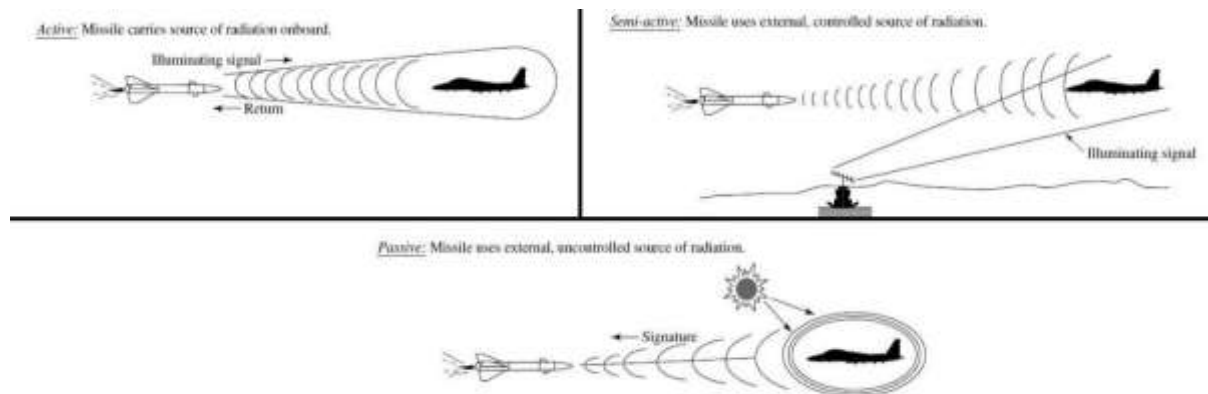 Active: Missile carries source of radiation onboard.
Illuminating signal
Return
Semi-active: Missile uses external, controlled source of radiation.
Illuminating signal
Passive: Missile uses external, uncontrolled source of radiation.
Signature